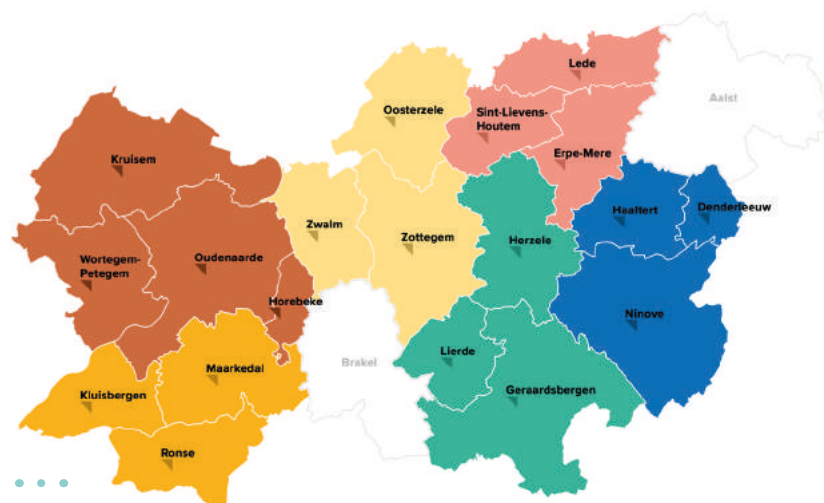 Lede
Aalst
Oosterzele
Sint-Lievens-
Houtem
Erpe-Mere
Kruisem
Haaltert
Denderleeuw
Zwalm
Zottegem
Herzele
Oudenaarde
Wortegem-
Petegem
Horebeke
Ninove
Lierde
Brakel
Maarkedal
Geraardsbergen
Kluisbergen
Ronse